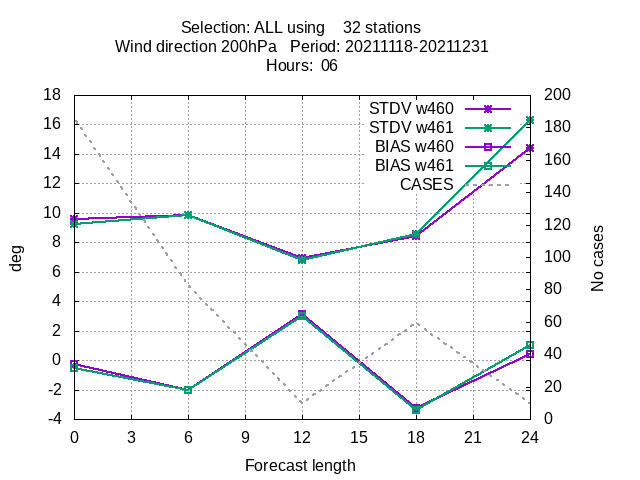 Selection: ALL using    32 stations
Wind direction 200hPa   Period: 20211118-20211231
Hours:  06
STDV w460
STDV w461
BIAS w460
BIAS w461
CASES
18
16
14
12
10
8
6
4
2
0
-2
-4
deg
200
180
160
140
120
100
80
60
40
20
0
No cases
0 3 6 9 12 15 18 21 24
Forecast length